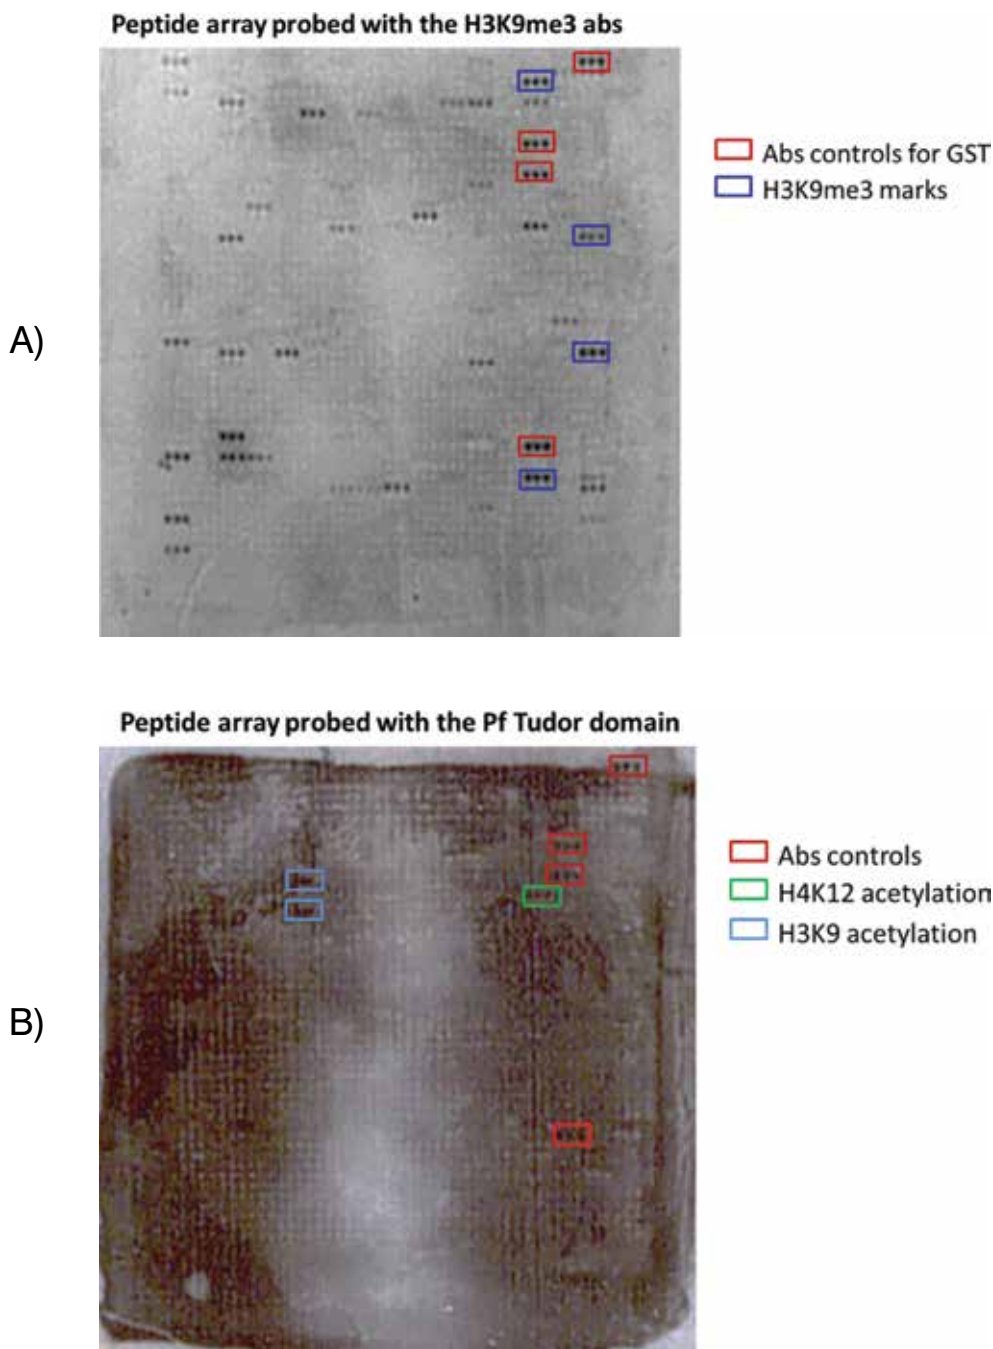 Peptide array probed with the H3K9me3 abs
Abs controls for GST
H3K9me3 marks
A)
Peptide array probed with the Pf Tudor domain
Abs controls
H4K12 acetylation
H3K9 acetylation
B)